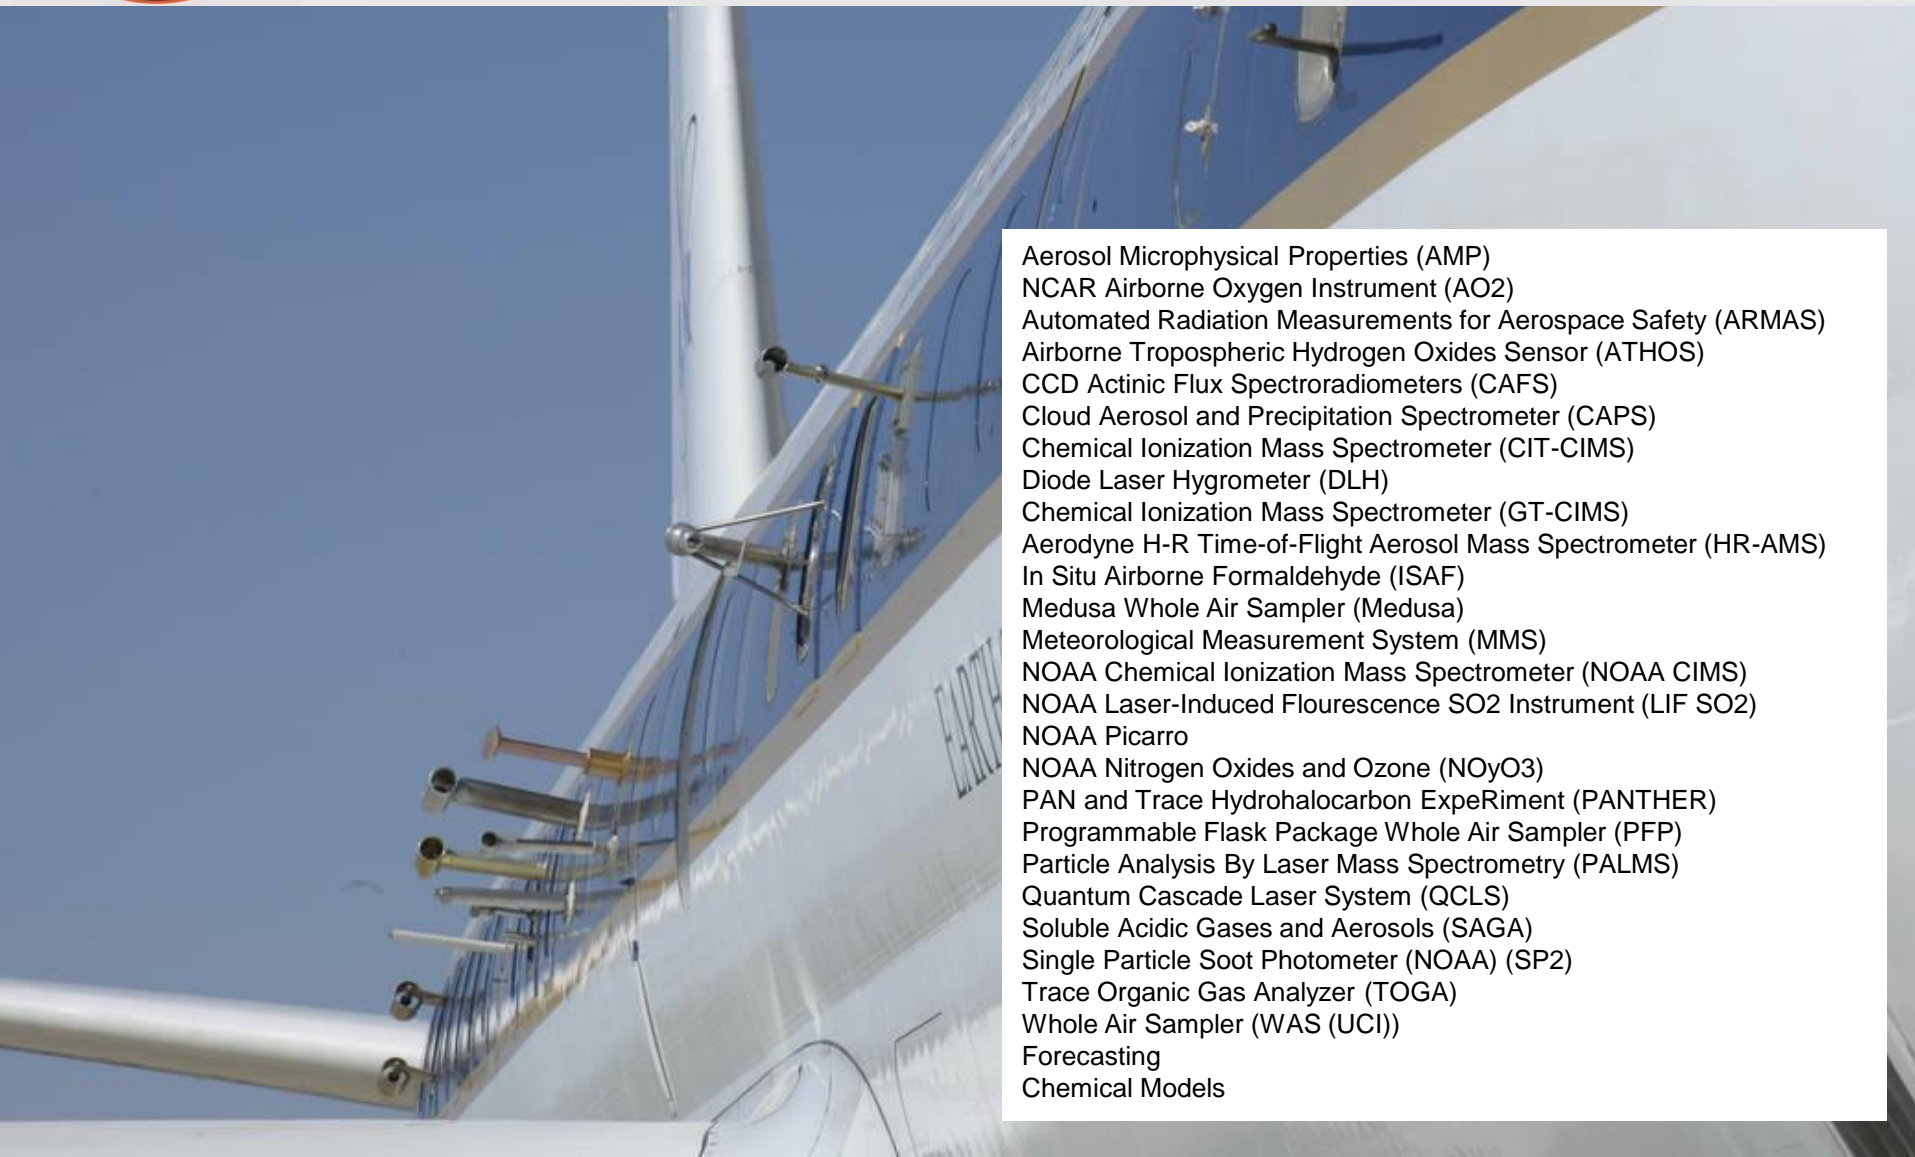 Aerosol Microphysical Properties (AMP)
NCAR Airborne Oxygen Instrument (AO2)
Automated Radiation Measurements for Aerospace Safety (ARMAS)
Airborne Tropospheric Hydrogen Oxides Sensor (ATHOS)
CCD Actinic Flux Spectroradiometers (CAFS)
Cloud Aerosol and Precipitation Spectrometer (CAPS)
Chemical Ionization Mass Spectrometer (CIT-CIMS)
Diode Laser Hygrometer (DLH)
Chemical Ionization Mass Spectrometer (GT-CIMS)
Aerodyne H-R Time-of-Flight Aerosol Mass Spectrometer (HR-AMS)
In Situ Airborne Formaldehyde (ISAF)
Medusa Whole Air Sampler (Medusa)
Meteorological Measurement System (MMS)
NOAA Chemical Ionization Mass Spectrometer (NOAA CIMS)
NOAA Laser-Induced Flourescence SO2 Instrument (LIF SO2)
NOAA Picarro
NOAA Nitrogen Oxides and Ozone (NOyO3)
PAN and Trace Hydrohalocarbon ExpeRiment (PANTHER)
Programmable Flask Package Whole Air Sampler (PFP)
Particle Analysis By Laser Mass Spectrometry (PALMS)
Quantum Cascade Laser System (QCLS)
Soluble Acidic Gases and Aerosols (SAGA)
Single Particle Soot Photometer (NOAA) (SP2)
Trace Organic Gas Analyzer (TOGA)
Whole Air Sampler (WAS (UCI))
Forecasting
Chemical Models
EARTH